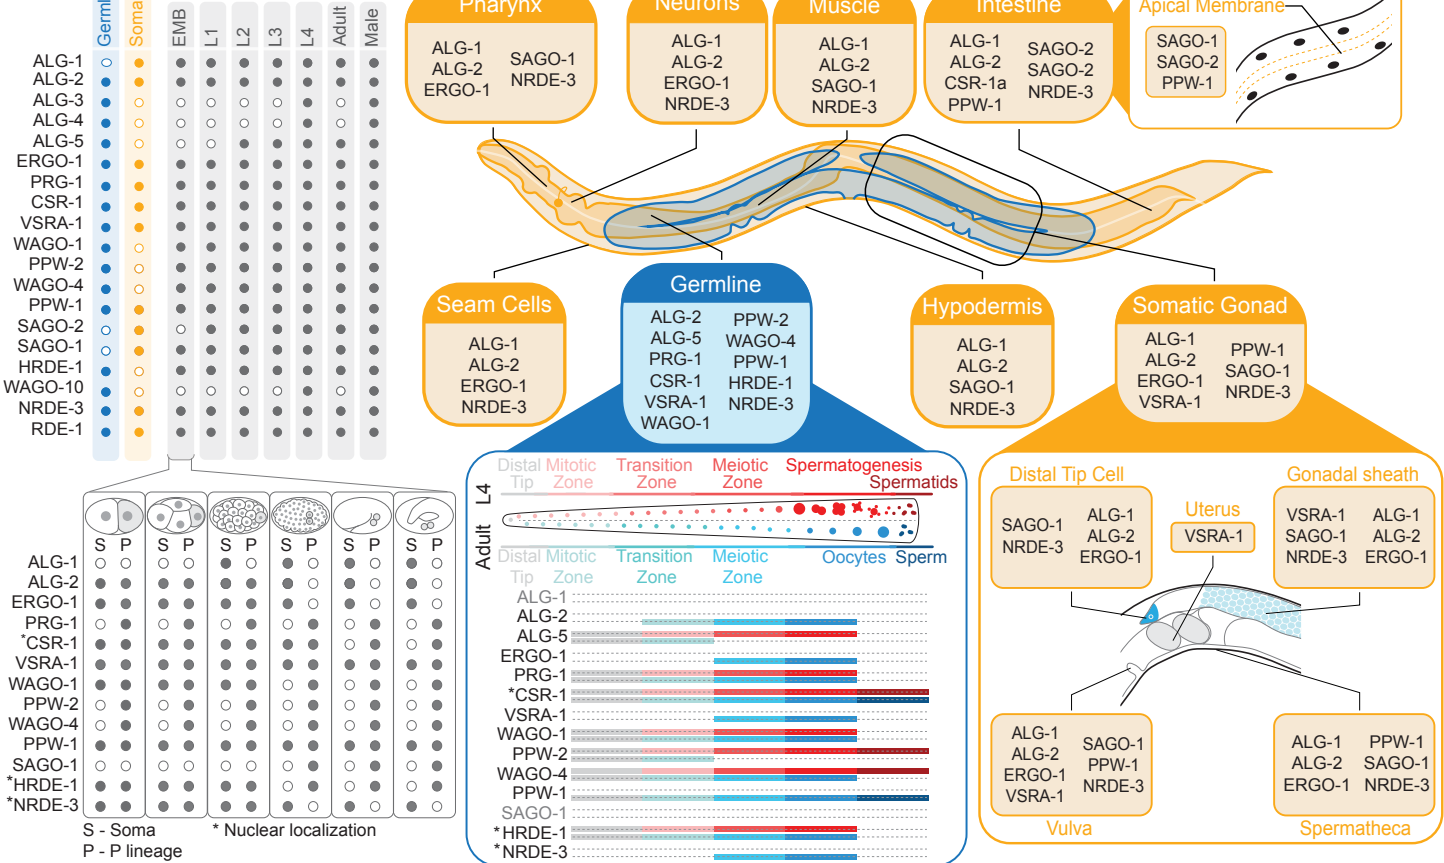 Germl
Soma
EMB
L1
L2
L3
L4
Adult
Male
ALG-1
ALG-2
ALG-3
ALG-4
ALG-5
ERGO-1
PRG-1
CSR-1
VSRA-1
WAGO-1
PPW-2
WAGO-4
PPW-1
SAGO-2
SAGO-1
HRDE-1
WAGO-10
NRDE-3
RDE-1
Pharynx
ALG-1
ALG-2
ERGO-1
SAGO-1
NRDE-3
Neurons
ALG-1
ALG-2
ERGO-1
NRDE-3
Muscle
ALG-1
ALG-2
SAGO-1
NRDE-3
Intestine
ALG-1
ALG-2
CSR-1a
PPW-1
SAGO-2
SAGO-2
NRDE-3
Apical Membrane
SAGO-1
SAGO-2
PPW-1
Seam Cells
ALG-1
ALG-2
ERGO-1
NRDE-3
Germline
ALG-2
ALG-5
PRG-1
CSR-1
VSRA-1
WAGO-1
PPW-2
WAGO-4
PPW-1
HRDE-1
NRDE-3
Hypodermis
ALG-1
ALG-2
SAGO-1
NRDE-3
Somatic Gonad
ALG-1
ALG-2
ERGO-1
VSRA-1
PPW-1
SAGO-1
NRDE-3
S P S P S P S P S P S P
ALG-1
ALG-2
ERGO-1
PRG-1
*CSR-1
VSRA-1
WAGO-1
PPW-2
WAGO-4
PPW-1
SAGO-1
*HRDE-1
*NRDE-3
S - Soma
* Nuclear localization
P - P lineage
L4
Distal Tip
Mitotic Zone
Transition Zone
Meiotic Zone
Spermatogenesis
Spermatids
Adult
Distal Tip
Mitotic Zone
Transition Zone
Meiotic Zone
Oocytes
Sperm
ALG-1
ALG-2
ALG-5
ERGO-1
PRG-1
*CSR-1
VSRA-1
WAGO-1
PPW-2
WAGO-4
PPW-1
SAGO-1
*HRDE-1
*NRDE-3
Distal Tip Cell
SAGO-1
NRDE-3
ALG-1
ALG-2
ERGO-1
Uterus
VSRA-1
Gonadal sheath
VSRA-1
SAGO-1
NRDE-3
ALG-1
ALG-2
ERGO-1
ALG-1
ALG-2
ERGO-1
VSRA-1
SAGO-1
PPW-1
NRDE-3
Vulva
ALG-1
ALG-2
ERGO-1
PPW-1
SAGO-1
NRDE-3
Spermatheca